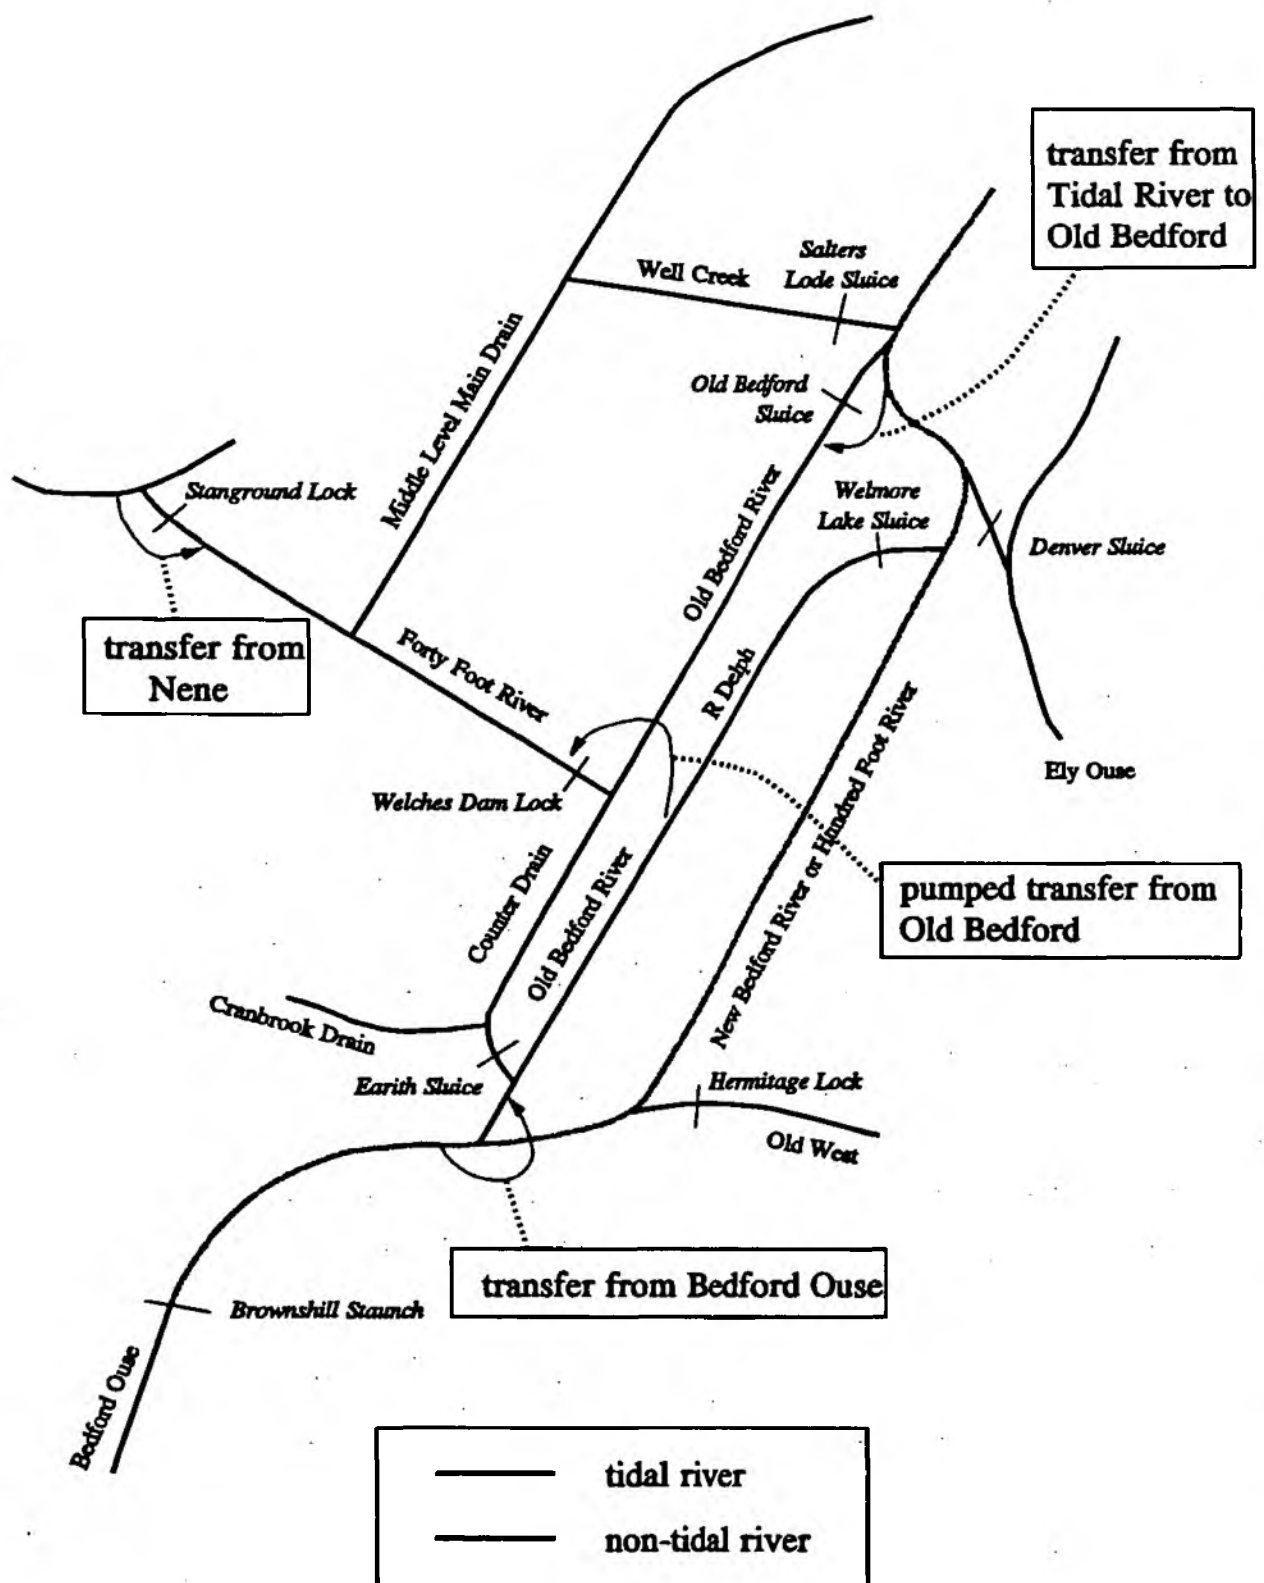 transfer from
Tidal River to
Old Bedford
Salters
Lode Sluice
Well Creek
Middle Level Main Drain
Old Bedford
Sluice
Stanground Lock
Welmore
Lake Sluice
Denver Sluice
Old Bedford River
transfer from
Nene
Forty Foot River
R Delph
New Bedford River or Hundred Foot River
Ely Ouse
Welches Dam Lock
Counter Drain
Old Bedford River
pumped transfer from
Old Bedford
Cranbrook Drain
Earith Sluice
Hermitage Lock
Old West
transfer from Bedford Ouse
Brownshill Staunch
Bedford Ouse
tidal river
non-tidal river